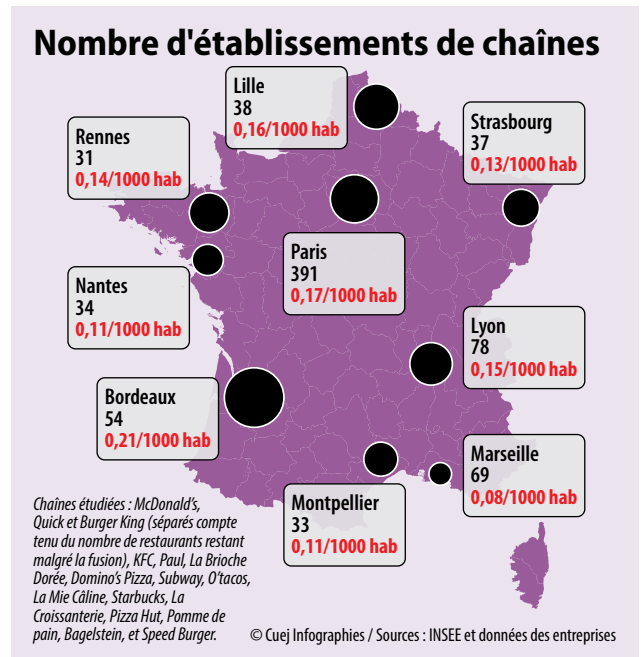 Nombre d'établissements de chaînes
Lille
38
0,16/1000 hab
Strasbourg
37
0,13/1000 hab
Rennes
31
0,14/1000 hab
Paris
391
0,17/1000 hab
Nantes
34
0,11/1000 hab
Lyon
78
0,15/1000 hab
Bordeaux
54
0,21/1000 hab
Marseille
69
0,08/1000 hab
Montpellier
33
0,11/1000 hab
Chaînes étudiées : McDonald's,
Quick et Burger King (séparés compte
tenu du nombre de restaurants restant
malgré la fusion), KFC, Paul, La Brioche
Dorée, Domino's Pizza, Subway, O'tacos,
La Mie Câline, Starbucks, La
Croissanterie, Pizza Hut, Pomme de
pain, Bagelstein, et Speed Burger.
© Cuej Infographies / Sources : INSEE et données des entreprises